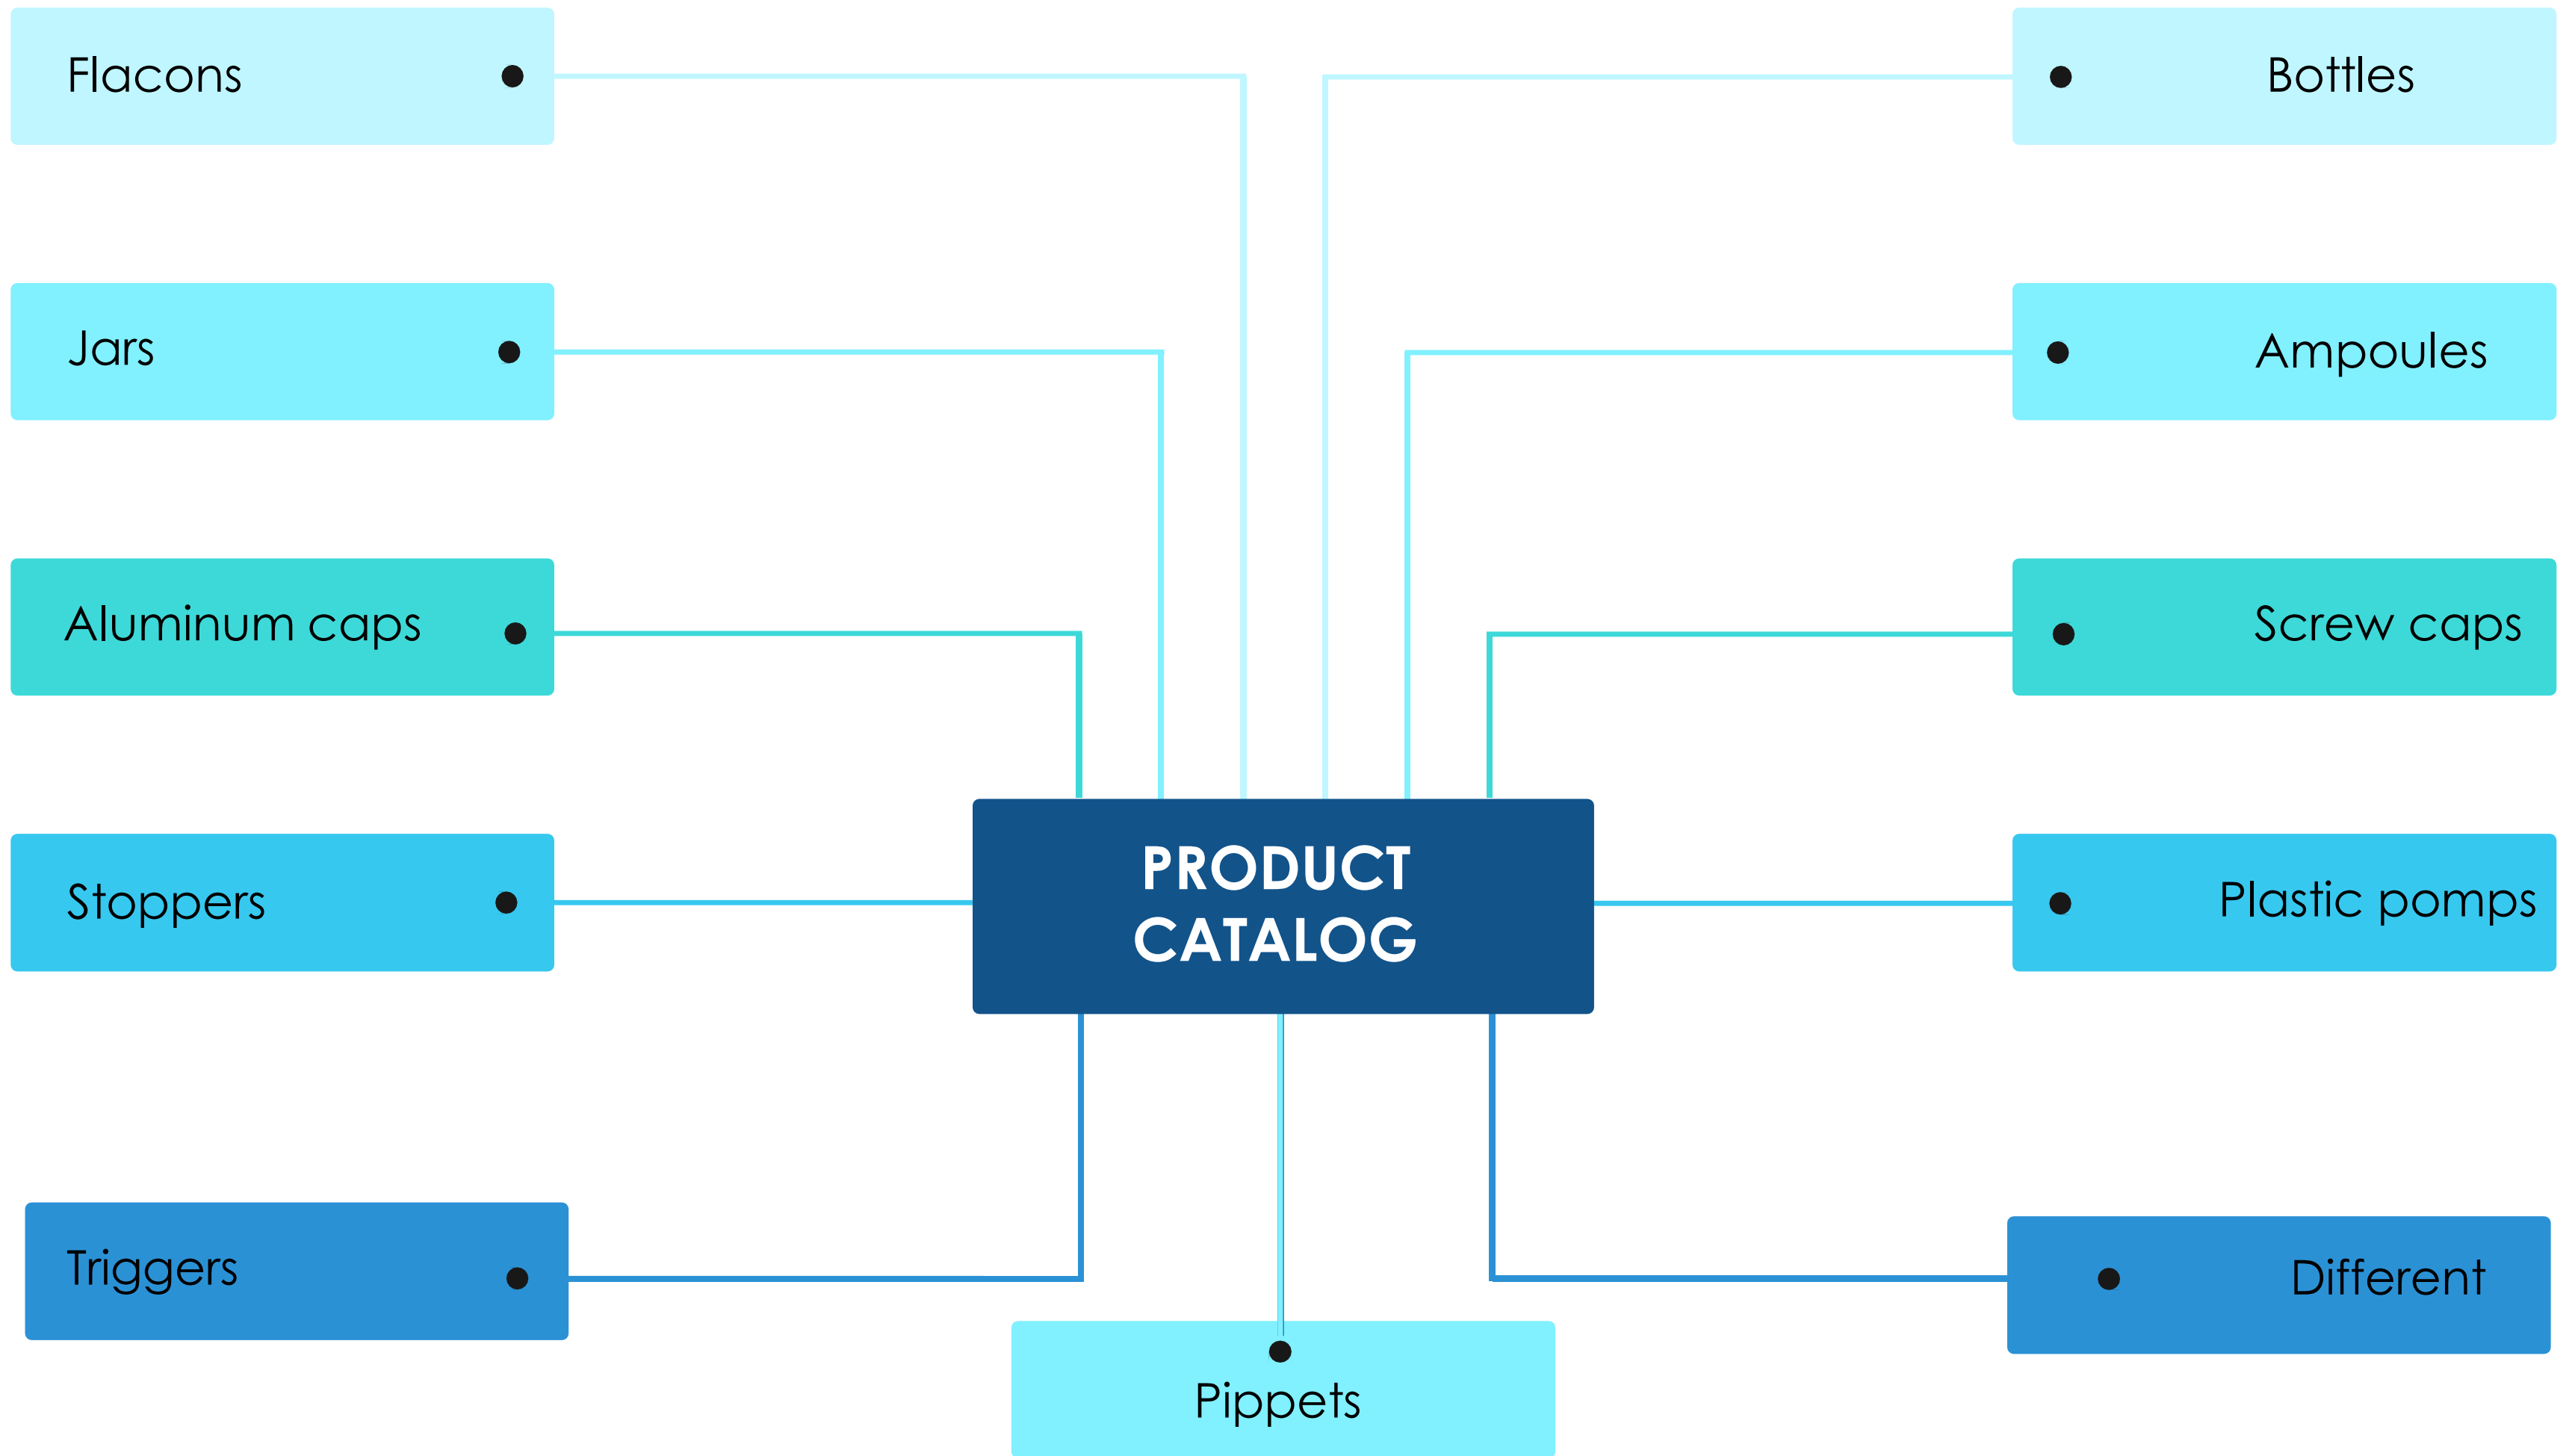 Flacons
Bottles
Jars
Ampoules
Aluminum caps
Screw caps
PRODUCT
CATALOG
Stoppers
Plastic pomps
Triggers
Different
Pippets